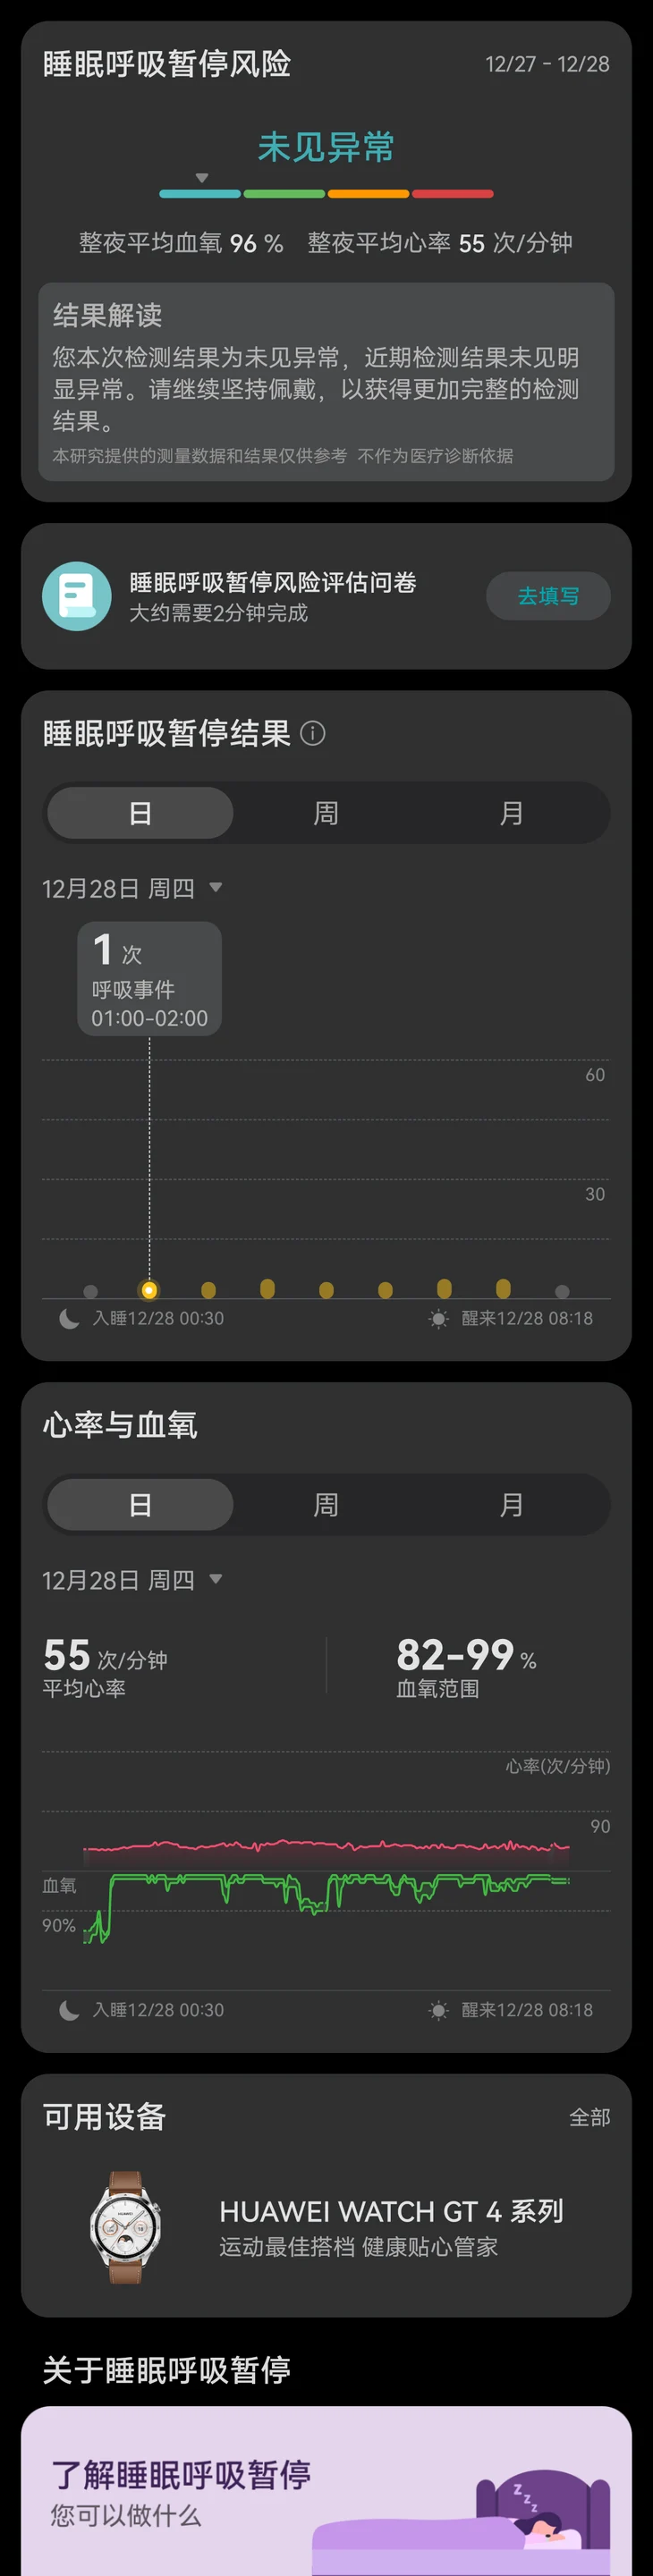 睡眠呼吸暂停风险
12/27 - 12/28
未见异常
整夜平均血氧 96 % 整夜平均心率 55 次/分钟
结果解读
您本次检测结果为未见异常，近期检测结果未见明
显异常。请继续坚持佩戴，以获得更加完整的检测
结果。
本研究提供的测量数据和结果仅供参考 不作为医疗诊断依据
睡眠呼吸暂停风险评估问卷
大约需要2分钟完成
去填写
睡眠呼吸暂停结果
日 周 月
12月28日 周四
1 次
呼吸事件
01:00-02:00
60
30
入睡12/28 00:30
醒来12/28 08:18
心率与血氧
日 周 月
12月28日 周四
55 次/分钟
平均心率
82-99 %
血氧范围
心率(次/分钟)
90
血氧
90%
入睡12/28 00:30
醒来12/28 08:18
可用设备
全部
HUAWEI WATCH GT 4 系列
运动最佳搭档 健康贴心管家
关于睡眠呼吸暂停
了解睡眠呼吸暂停
您可以做什么
z
z
z